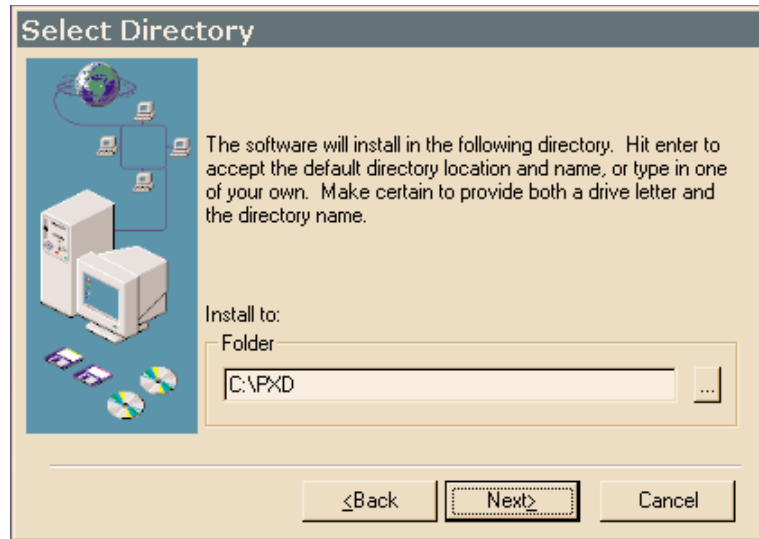 Select Directory
The software will install in the following directory.  Hit enter to
accept the default directory location and name, or type in one
of your own.  Make certain to provide both a drive letter and
the directory name.
Install to:
Folder
C:\PXD
...
<Back
Next>
Cancel